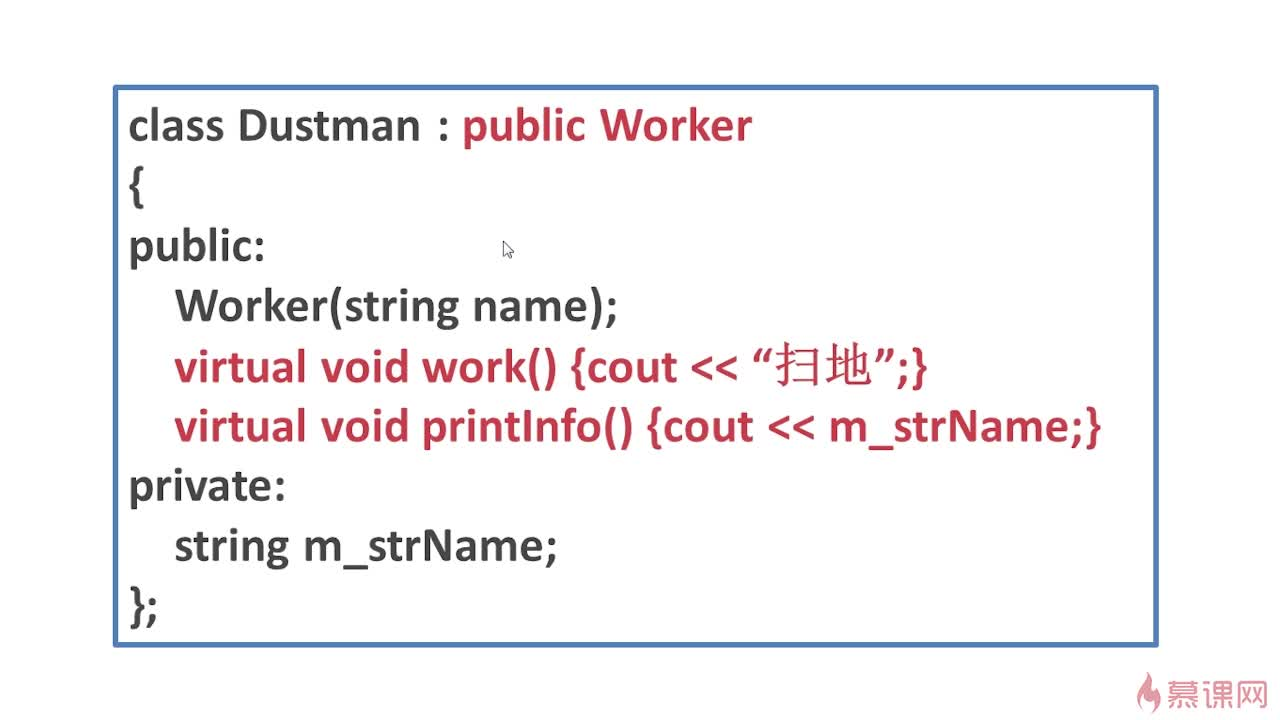 class Dustman : public Worker
{
public:
Worker(string name);
virtual void work() {cout << “扫地”;}
virtual void printInfo() {cout << m_strName;}
private:
string m_strName;
};
慕课网